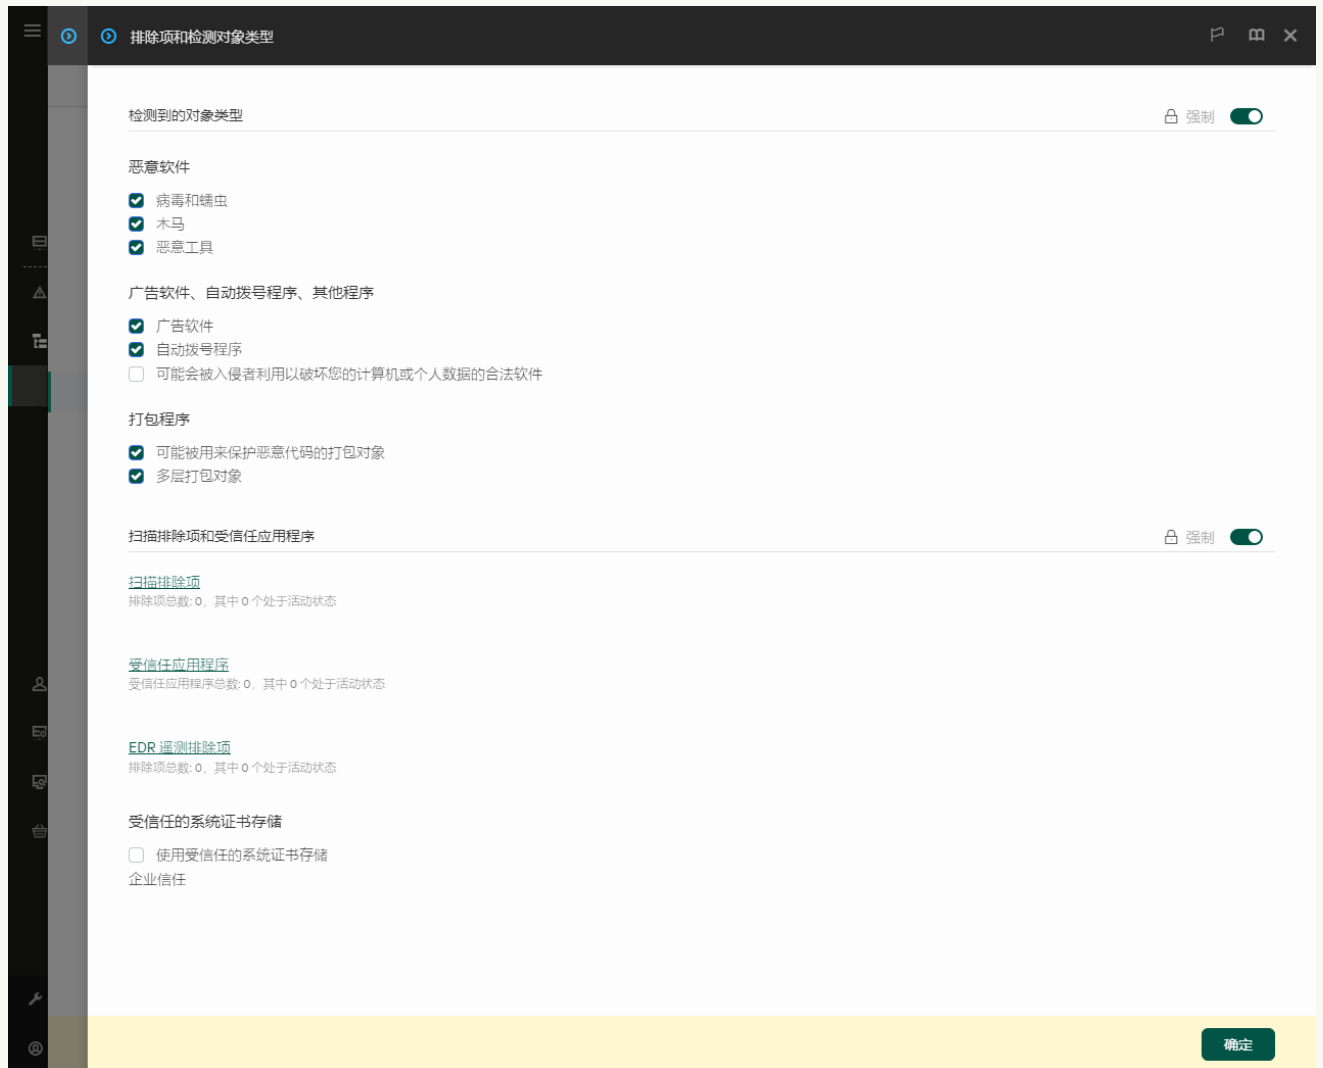 排除项和检测对象类型
检测到的对象类型
强制
恶意软件
病毒和蠕虫
木马
恶意工具
广告软件、自动拨号程序、其他程序
广告软件
自动拨号程序
可能会被入侵者利用以破坏您的计算机或个人数据的合法软件
打包程序
可能被用来保护恶意代码的打包对象
多层打包对象
扫描排除项和受信任应用程序
强制
扫描排除项
排除项总数: 0，其中 0 个处于活动状态
受信任应用程序
受信任应用程序总数: 0，其中 0 个处于活动状态
EDR 遥测排除项
排除项总数: 0，其中 0 个处于活动状态
受信任的系统证书存储
使用受信任的系统证书存储
企业信任
确定